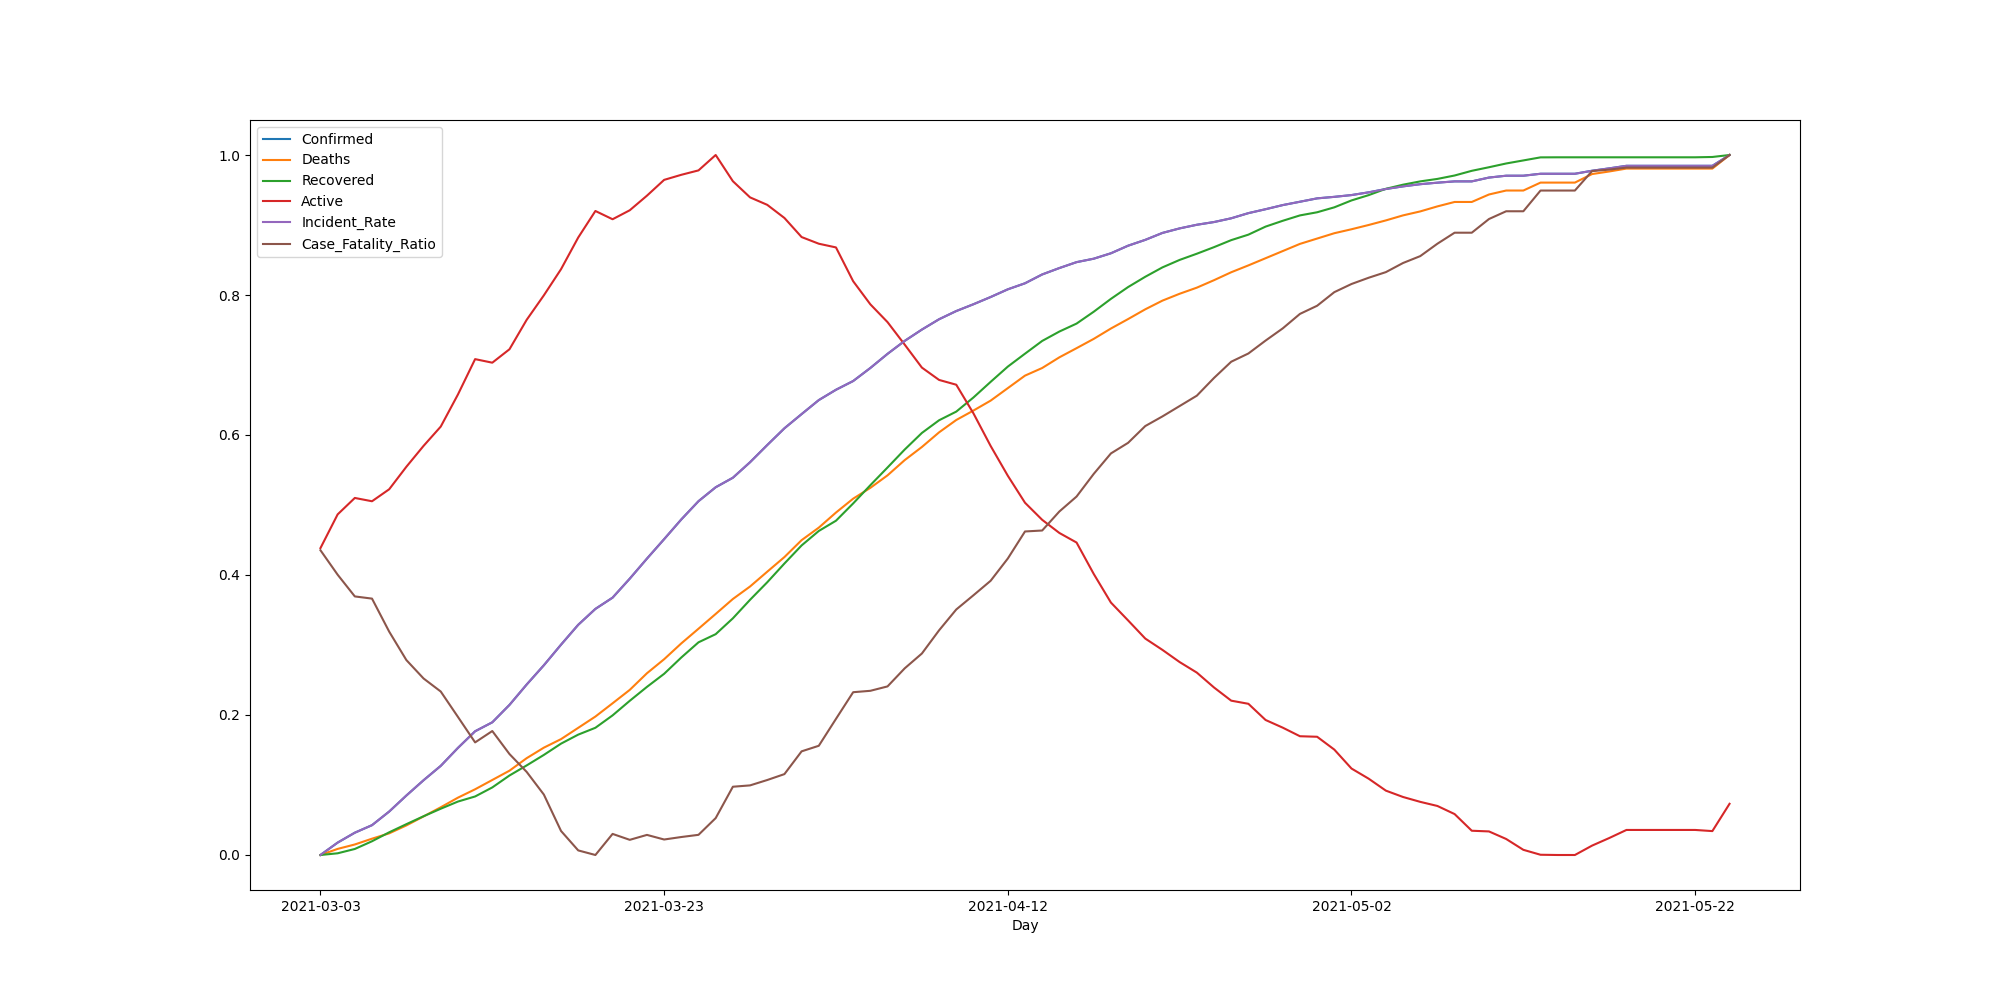 Confirmed
Deaths
Recovered
Active
Incident_Rate
Case_Fatality_Ratio
1.0
0.8
0.6
0.4
0.2
0.0
2021-03-03 2021-03-23 2021-04-12 2021-05-02 2021-05-22
Day